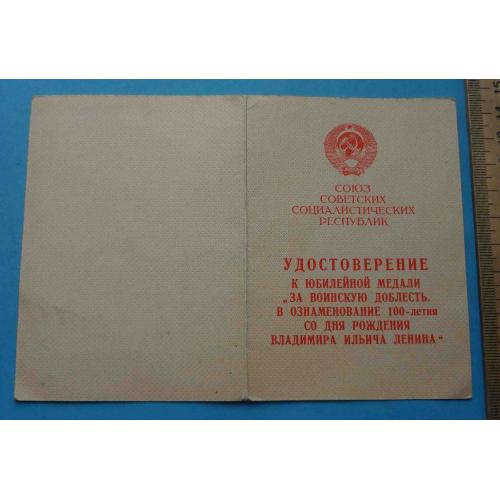 СОЮЗ
СОВЕТСКИХ
СОЦИАЛИСТИЧЕСКИХ
РЕСПУБЛИК
УДОСТОВЕРЕНИЕ
К ЮБИЛЕЙНОЙ МЕДАЛИ
„ЗА ВОИНСКУЮ ДОБЛЕСТЬ.
В ОЗНАМЕНОВАНИЕ 100-летия
СО ДНЯ РОЖДЕНИЯ
ВЛАДИМИРА ИЛЬИЧА ЛЕНИНА“